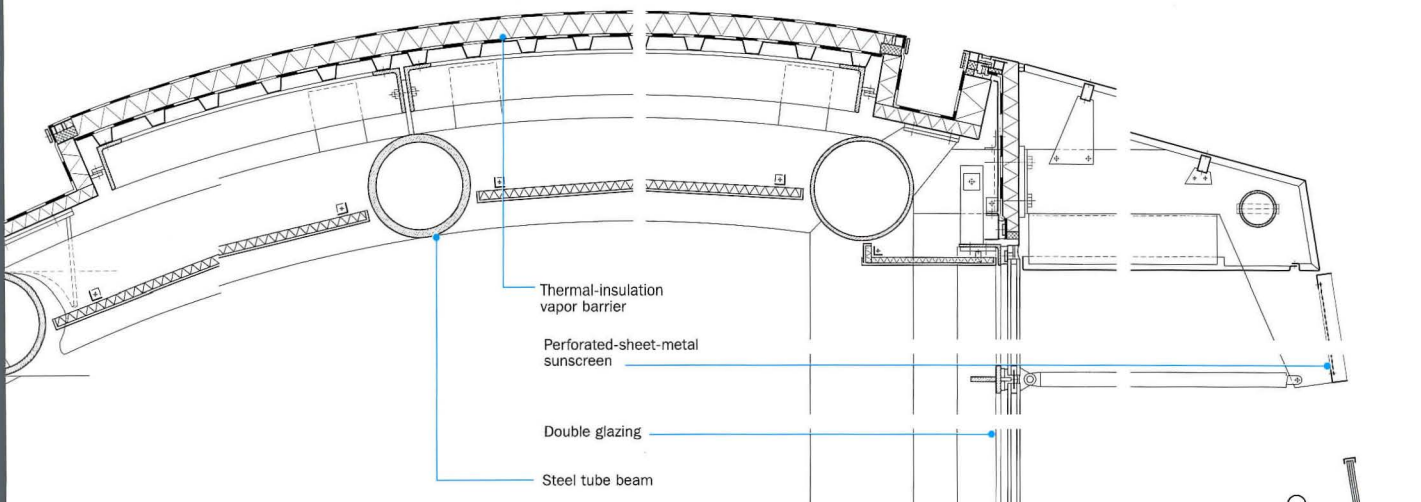 Thermal-insulation
vapor barrier
Perforated-sheet-metal
sunscreen
Double glazing
Steel tube beam